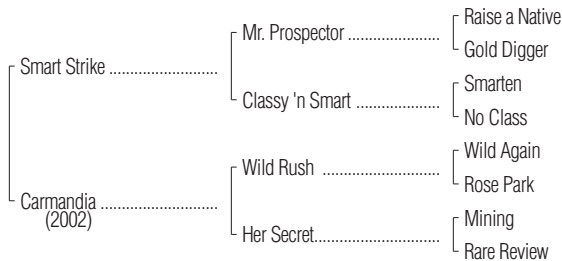 Raise a Native
Mr. Prospector ....................
Gold Digger
Smart Strike ........................
Smarten
Classy 'n Smart ..................
No Class
Wild Again
Wild Rush .........................
Rose Park
Carmandia ..........................
(2002)
Mining
Her Secret...........................
Rare Review